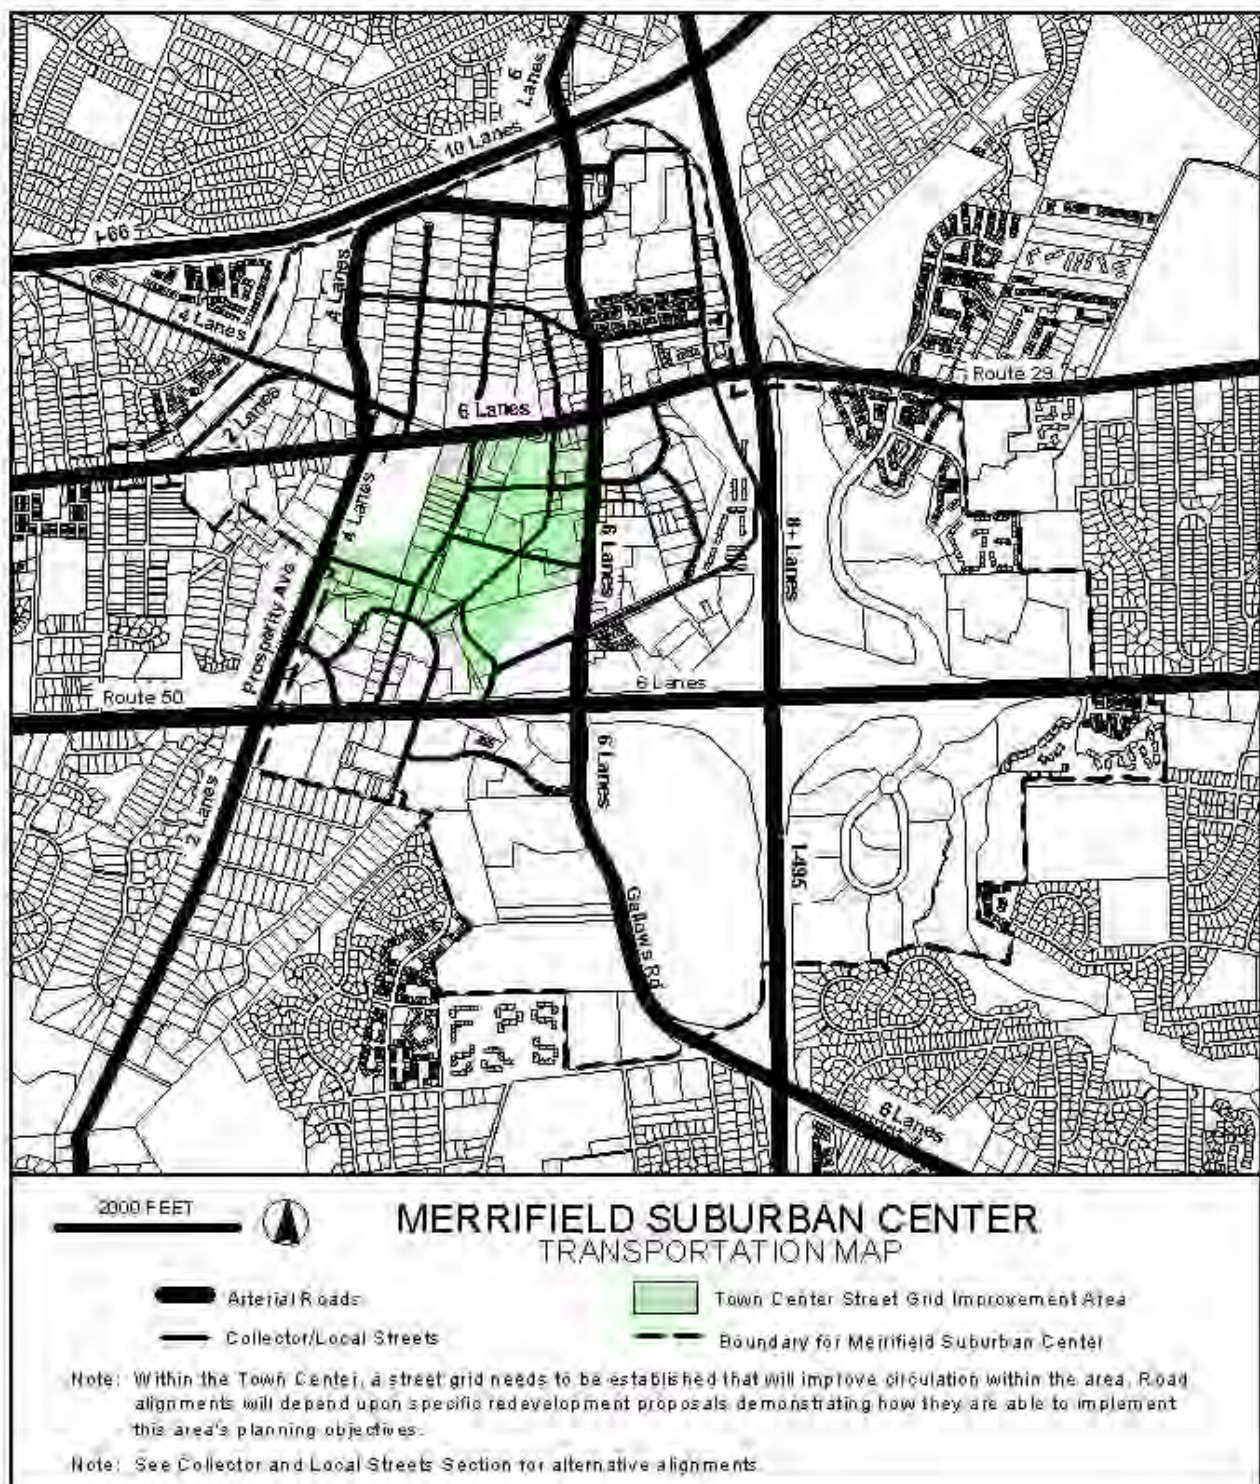 6 Lanes
10 Lanes
I-66
4 Lanes
4 Lanes
2 Lanes
6 Lanes
Route 29
4 Lanes
6 Lanes
8+ Lanes
Prosperity Ave
Route 50
6 Lanes
6 Lanes
2 Lanes
I-495
Gallows Rd
6 Lanes
2000 FEET
MERRIFIELD SUBURBAN CENTER
TRANSPORTATION MAP
Arterial Roads
Town Center Street Grid Improvement Area
Collector/Local Streets
Boundary for Merrifield Suburban Center
Note: Within the Town Center, a street grid needs to be established that will improve circulation within the area. Road
alignments will depend upon specific redevelopment proposals demonstrating how they are able to implement
this area's planning objectives.
Note: See Collector and Local Streets Section for alternative alignments.